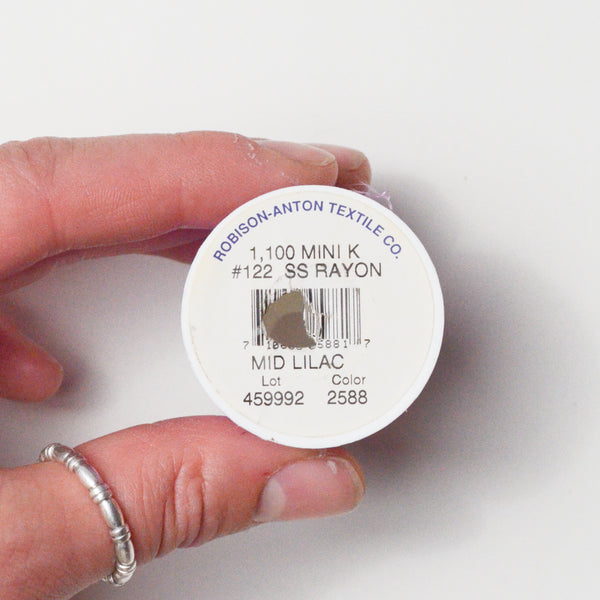 ROBISON-ANTON TEXTILE CO.
1,100 MINI K
#122 SS RAYON
MID LILAC
Lot Color
459992 2588